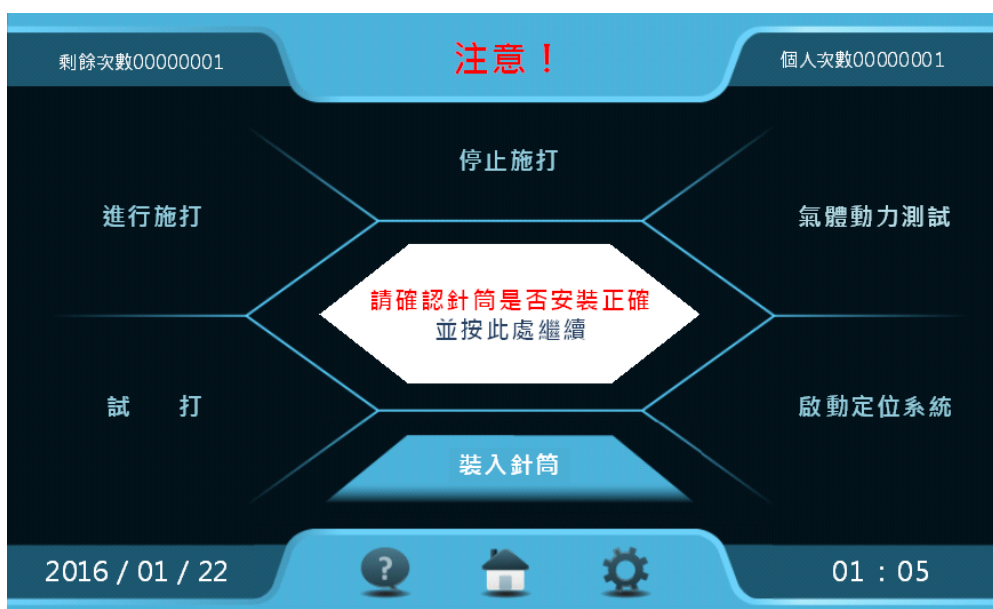 剩餘次數00000001
注意！
個人次數00000001
停止施打
進行施打
氣體動力測試
請確認針筒是否安裝正確
並按此處繼續
試 打
啟動定位系統
裝入針筒
?
2016 / 01 / 22
01 : 05